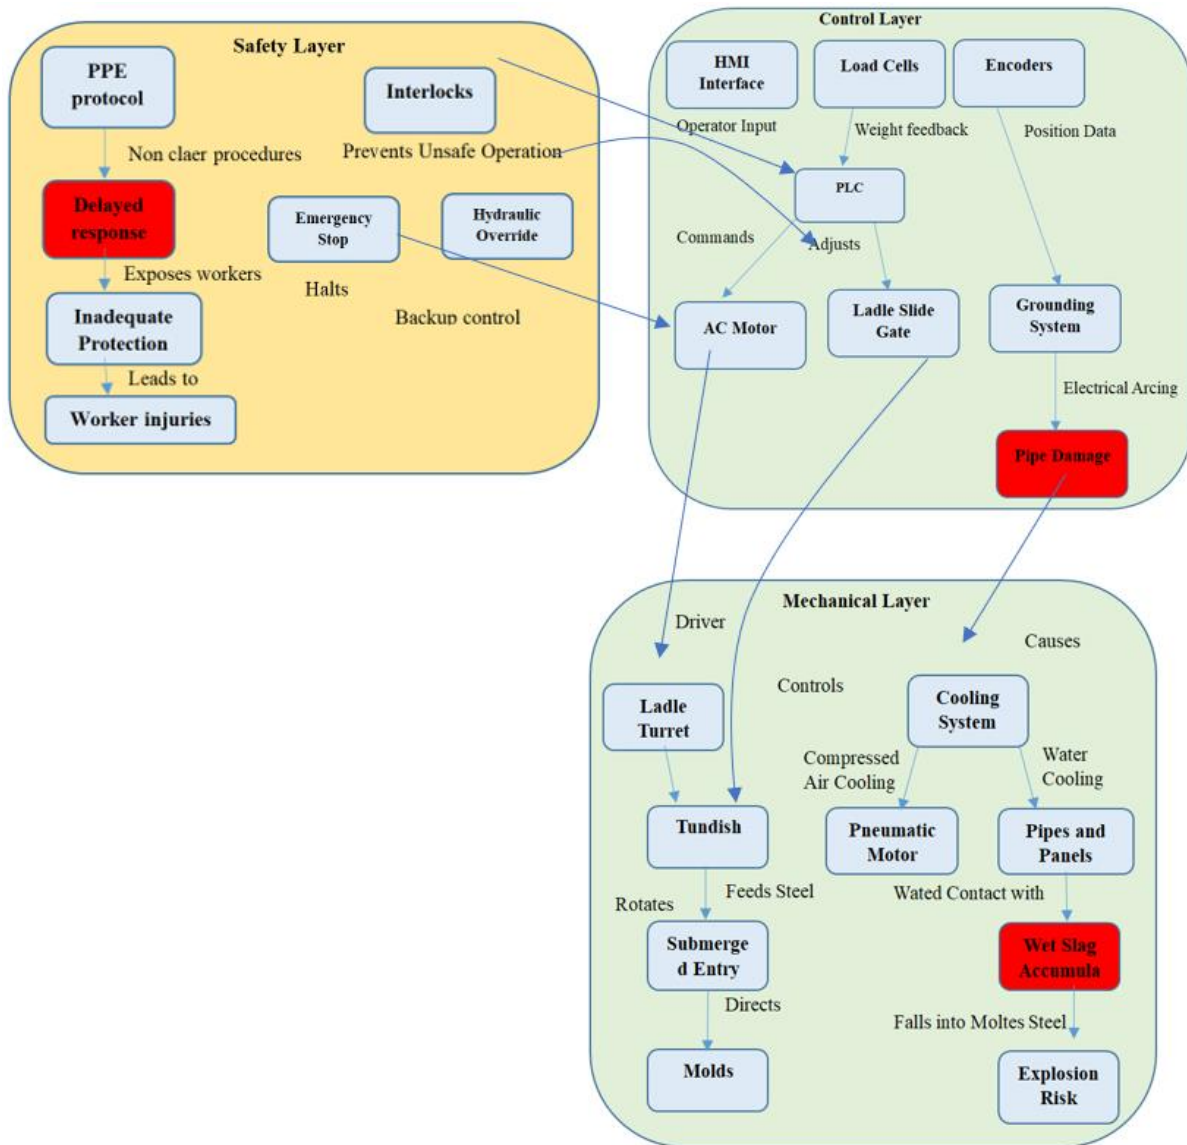 Safety Layer
PPE
protocol
Interlocks
Non claer procedures
Prevents Unsafe Operation
Delayed
response
Emergency
Stop
Hydraulic
Override
Exposes workers
Halts
Backup control
Inadequate
Protection
Leads to
Worker injuries
Control Layer
HMI
Interface
Load Cells
Encoders
Operator Input
Weight feedback
Position Data
PLC
Commands
Adjusts
AC Motor
Ladle Slide
Gate
Grounding
System
Electrical Arcing
Pipe Damage
Mechanical Layer
Driver
Causes
Controls
Ladle
Turret
Cooling
System
Compressed
Air Cooling
Water
Cooling
Tundish
Pneumatic
Motor
Pipes and
Panels
Rotates
Feeds Steel
Wated Contact with
Submerge
d Entry
Wet Slag
Accumula
Directs
Falls into Moltes Steel
Molds
Explosion
Risk